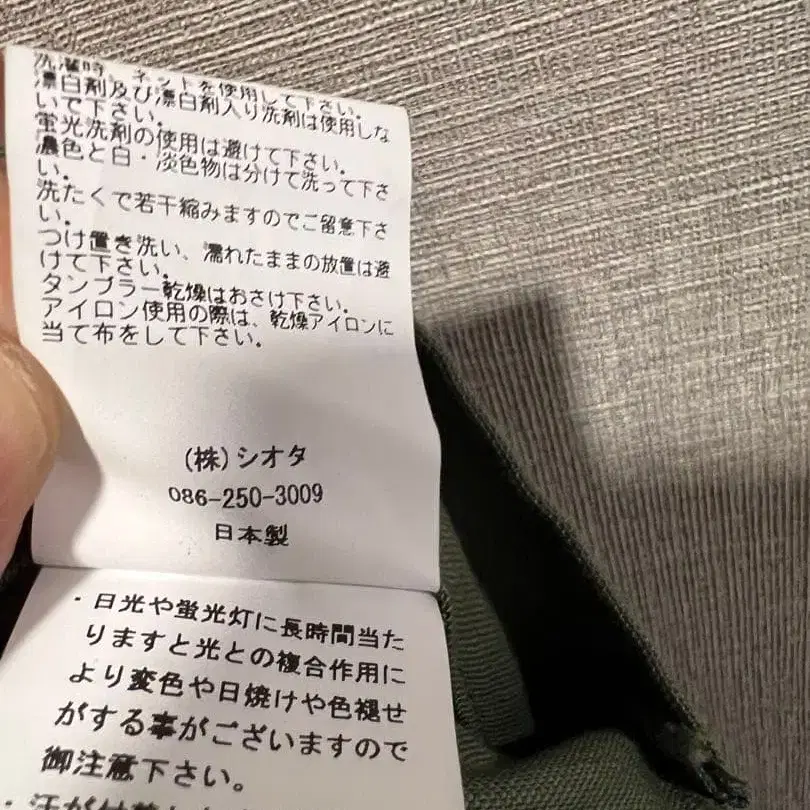 洗濯時、ネットを使用して下さい。
漂白剤及び漂白剤入り洗剤は使用しな
いで下さい。
蛍光洗剤の使用は避けて下さい。
濃色と白・淡色物は分けて洗って下さ
い。
洗たくで若干縮みますのでご留意下さ
い。
つけ置き洗い、濡れたままの放置は避
けて下さい。
タンブラー乾燥はおさけ下さい。
アイロン使用の際は、乾燥アイロンに
当て布をして下さい。
(株)シオタ
086-250-3009
日本製
・日光や蛍光灯に長時間当た
りますと光との複合作用に
より変色や日焼けや色褪せ
がする事がございますので
御注意下さい。
・汗が